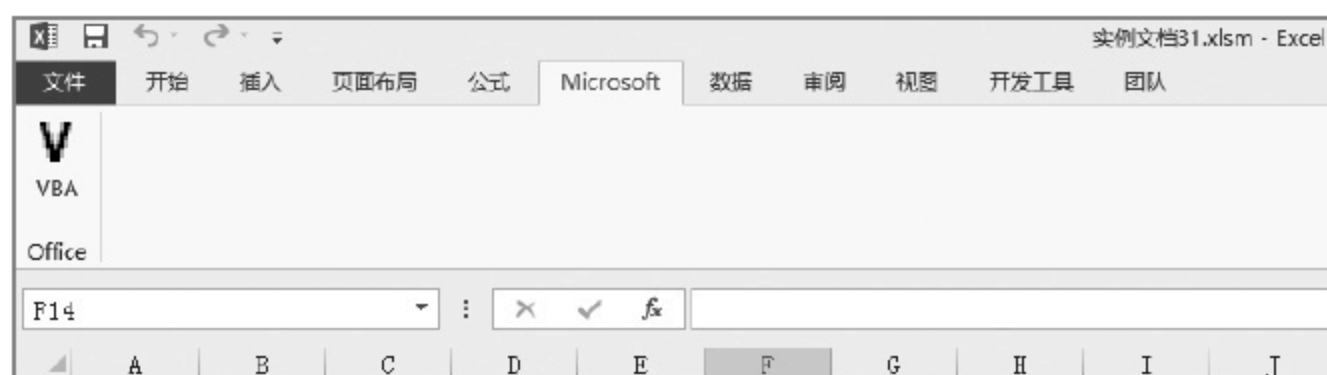 实例文档31.xlsm - Excel
文件 开始 插入 页面布局 公式 Microsoft 数据 审阅 视图 开发工具 团队
V
VBA
Office
F14 fx
A B C D E F G H I J